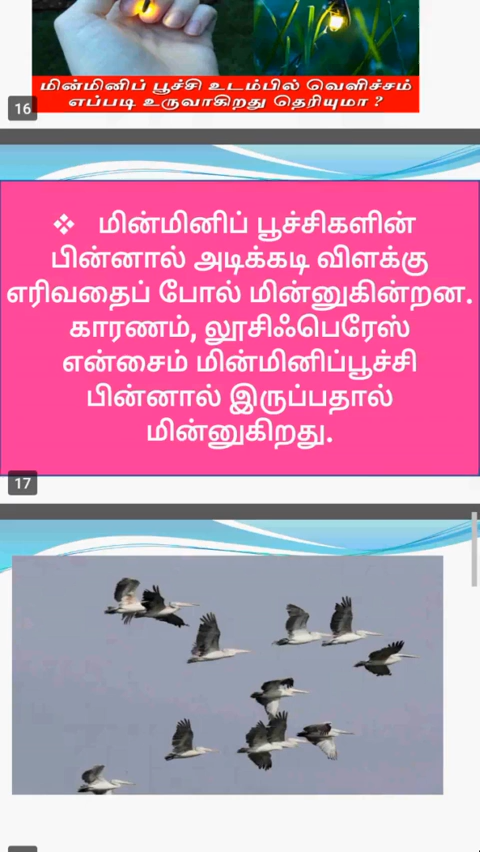 மின்மினிப் பூச்சி உடம்பில் வெளிச்சம்
எப்படி உருவாகிறது தெரியுமா ?
16
❖ மின்மினிப் பூச்சிகளின்
பின்னால் அடிக்கடி விளக்கு
எரிவதைப் போல் மின்னுகின்றன.
காரணம், லூசிஃபெரேஸ்
என்சைம் மின்மினிப்பூச்சி
பின்னால் இருப்பதால்
மின்னுகிறது.
17